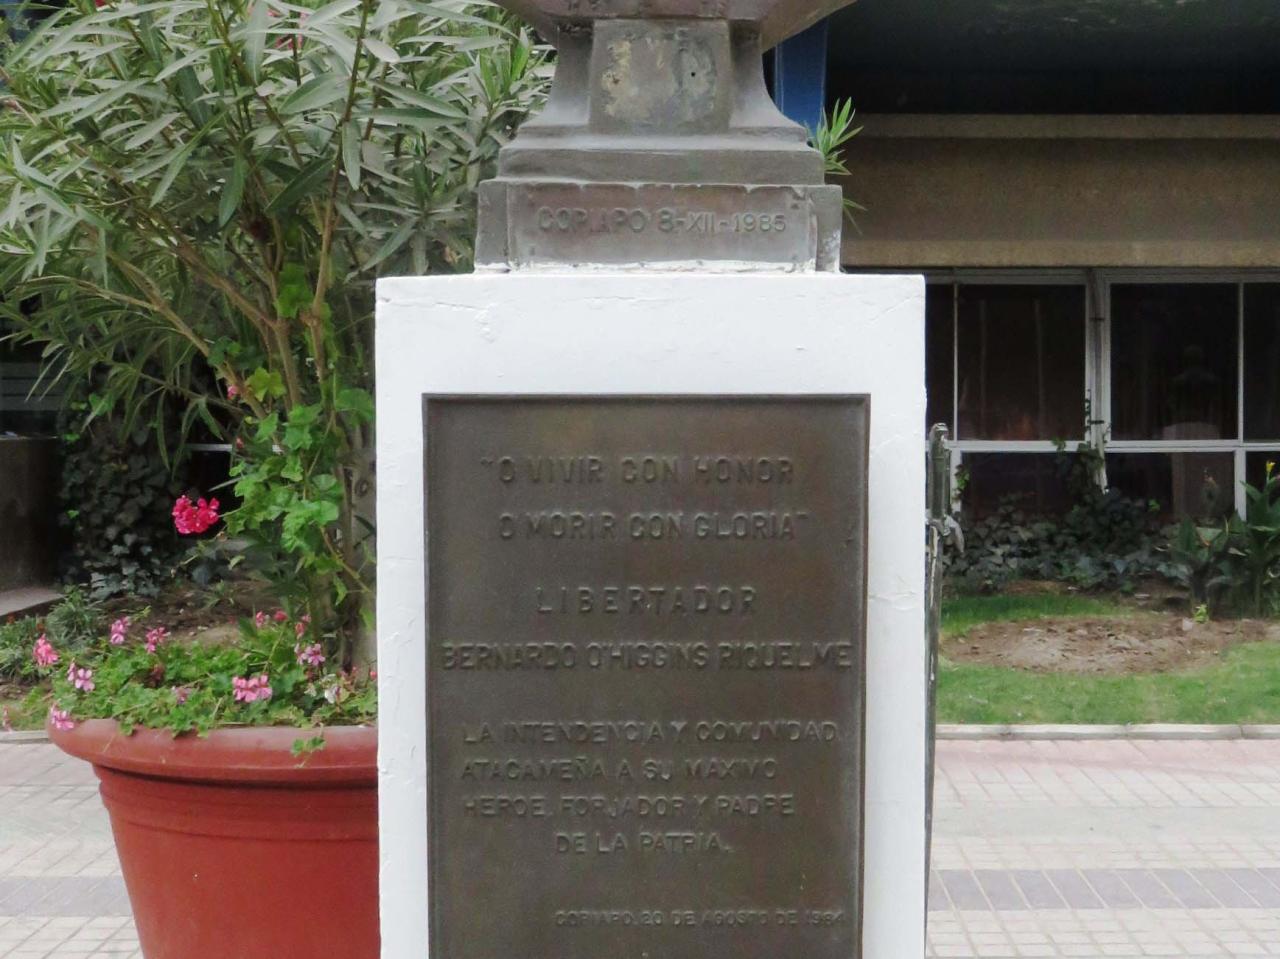 COPIAPO 8-XII-1985
"O VIVIR CON HONOR
O MORIR CON GLORIA"
LIBERTADOR
BERNARDO O'HIGGINS RIQUELME
LA INTENDENCIA Y COMUNIDAD
ATACAMEÑA A SU MAXIMO
HEROE, FORJADOR Y PADRE
DE LA PATRIA.
COPIAPO, 20 DE AGOSTO DE 1984